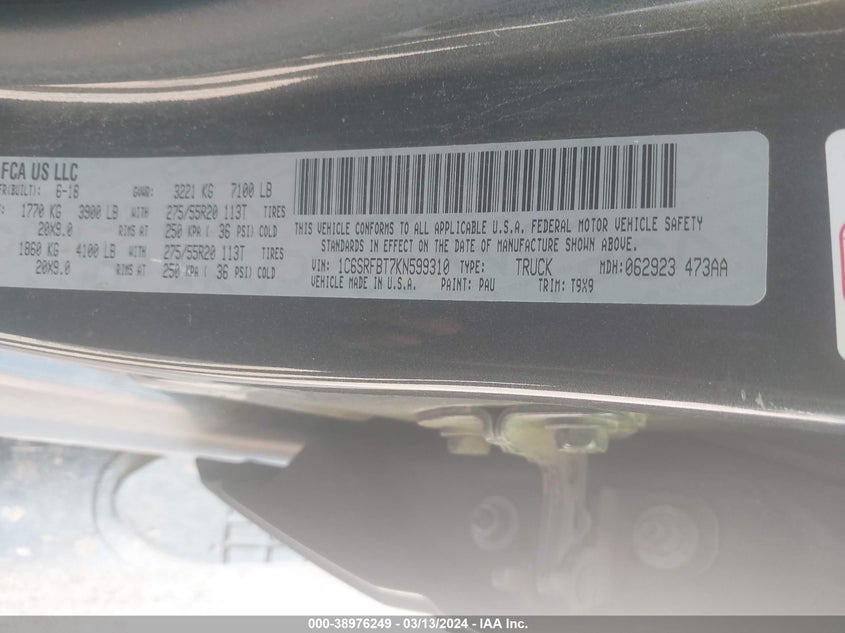 FCA US LLC
FR(BUILT): 6-18 GVWR: 3221 KG 7100 LB
1770 KG 3900 LB WITH 275/55R20 113T TIRES
20X9.0 RIMS AT 250 KPA( 36 PSI) COLD
1860 KG 4100 LB WITH 275/55R20 113T TIRES
20X9.0 RIMS AT 250 KPA( 36 PSI) COLD
THIS VEHICLE CONFORMS TO ALL APPLICABLE U.S.A. FEDERAL MOTOR VEHICLE SAFETY
STANDARDS IN EFFECT ON THE DATE OF MANUFACTURE SHOWN ABOVE.
VIN: 1C6SRFBT7KN599310 TYPE: TRUCK MDH:062923 473AA
VEHICLE MADE IN U.S.A. PAINT: PAU TRIM: T9X9
000-38976249 - 03/13/2024 - IAA Inc.